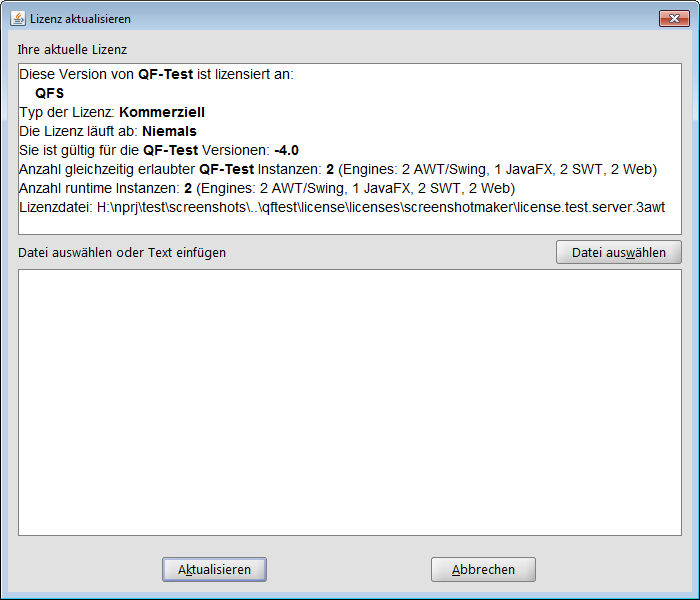 Lizenz aktualisieren
Ihre aktuelle Lizenz
Diese Version von QF-Test ist lizensiert an:
QFS
Typ der Lizenz: Kommerziell
Die Lizenz läuft ab: Niemals
Sie ist gültig für die QF-Test Versionen: -4.0
Anzahl gleichzeitig erlaubter QF-Test Instanzen: 2 (Engines: 2 AWT/Swing, 1 JavaFX, 2 SWT, 2 Web)
Anzahl runtime Instanzen: 2 (Engines: 2 AWT/Swing, 1 JavaFX, 2 SWT, 2 Web)
Lizenzdatei: H:\nprj\test\screenshots\..\qftest\license\licenses\screenshotmaker\license.test.server.3awt
Datei auswählen oder Text einfügen
Datei auswählen
Aktualisieren
Abbrechen